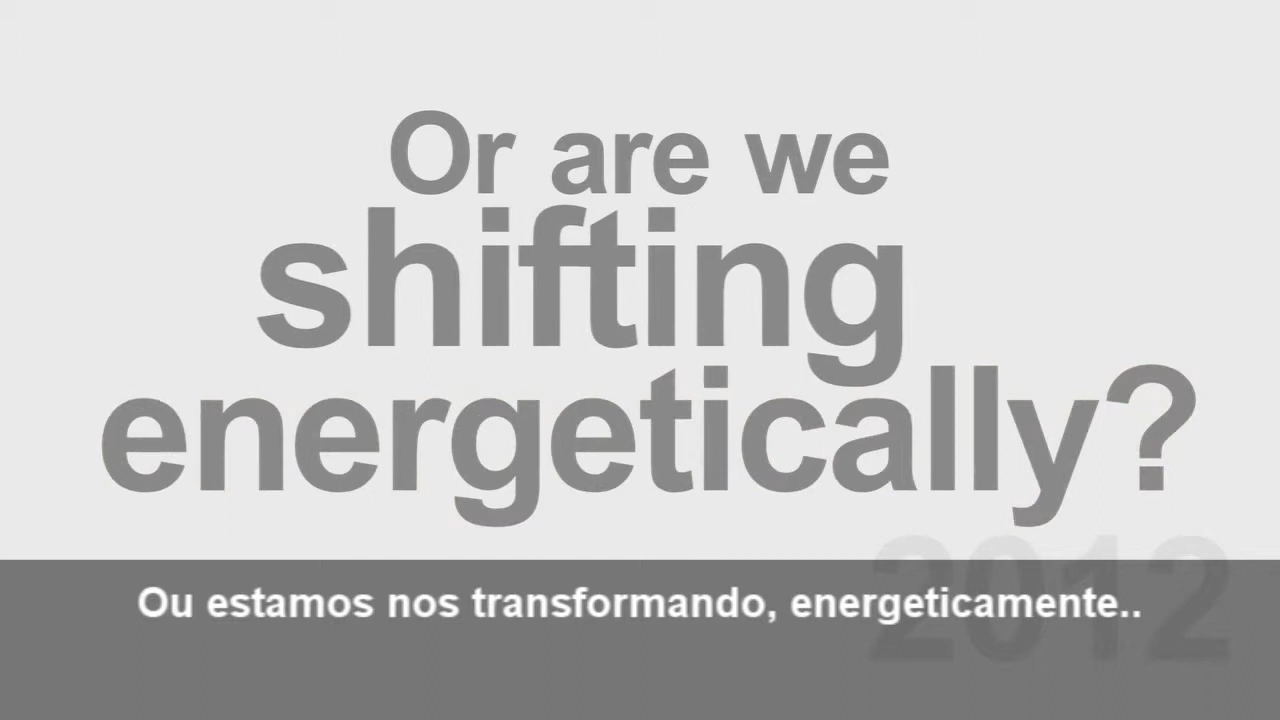 Or are we
shifting
energetically?
2012
Ou estamos nos transformando, energeticamente..